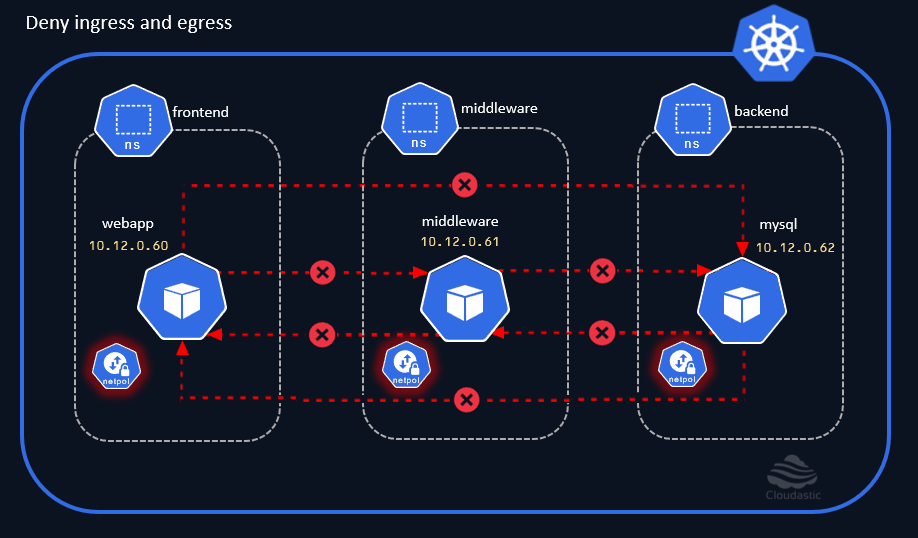 Deny ingress and egress
frontend
middleware
backend
ns
ns
ns
webapp
10.12.0.60
middleware
10.12.0.61
mysql
10.12.0.62
netpol
netpol
netpol
Cloudastic